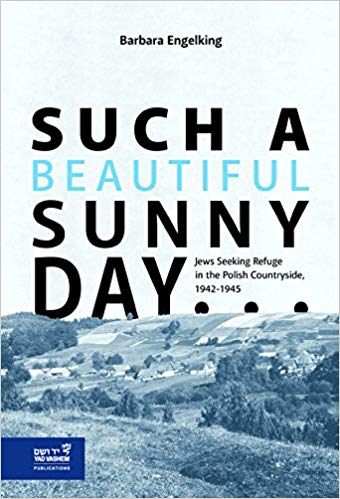 Barbara Engelking
SUCH A
BEAUTIFUL
SUNNY
DAY...
Jews Seeking Refuge
in the Polish Countryside,
1942-1945
יד ושם
YAD VASHEM
PUBLICATIONS